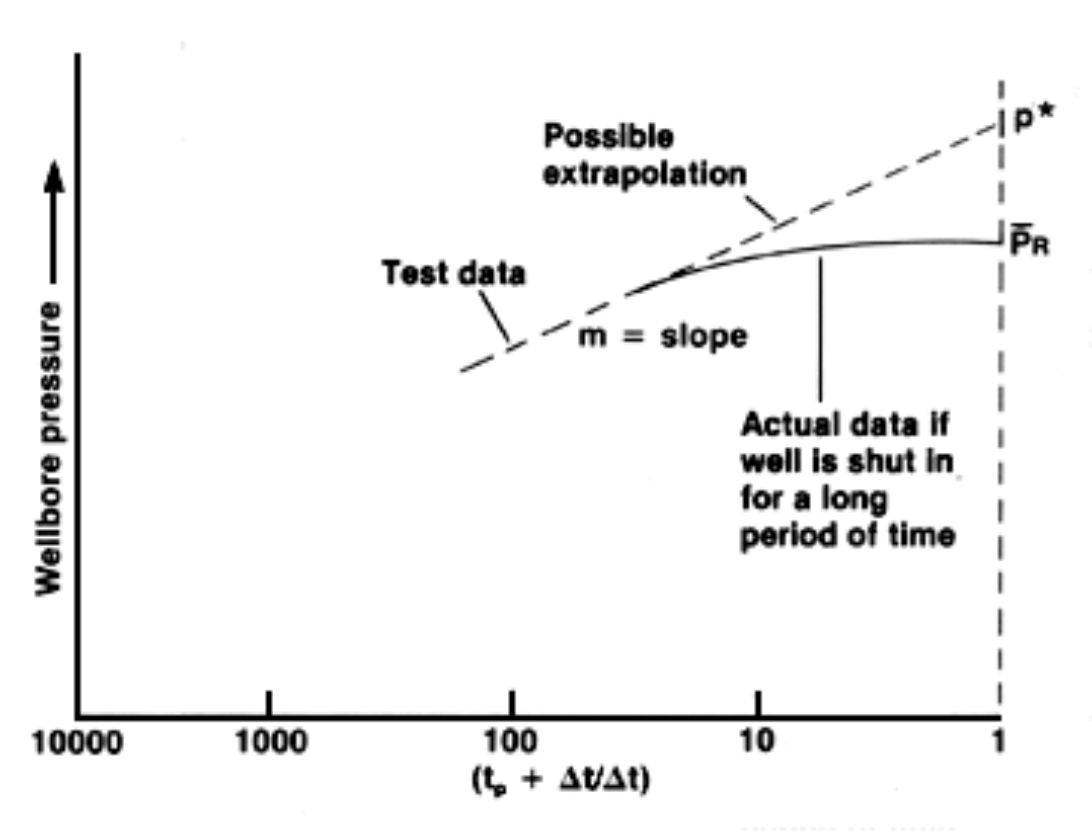 p*
Possible
extrapolation
P̅R
Test data
m = slope
Wellbore pressure
Actual data if
well is shut in
for a long
period of time
10000 1000 100 10 1
(tp + Δt/Δt)